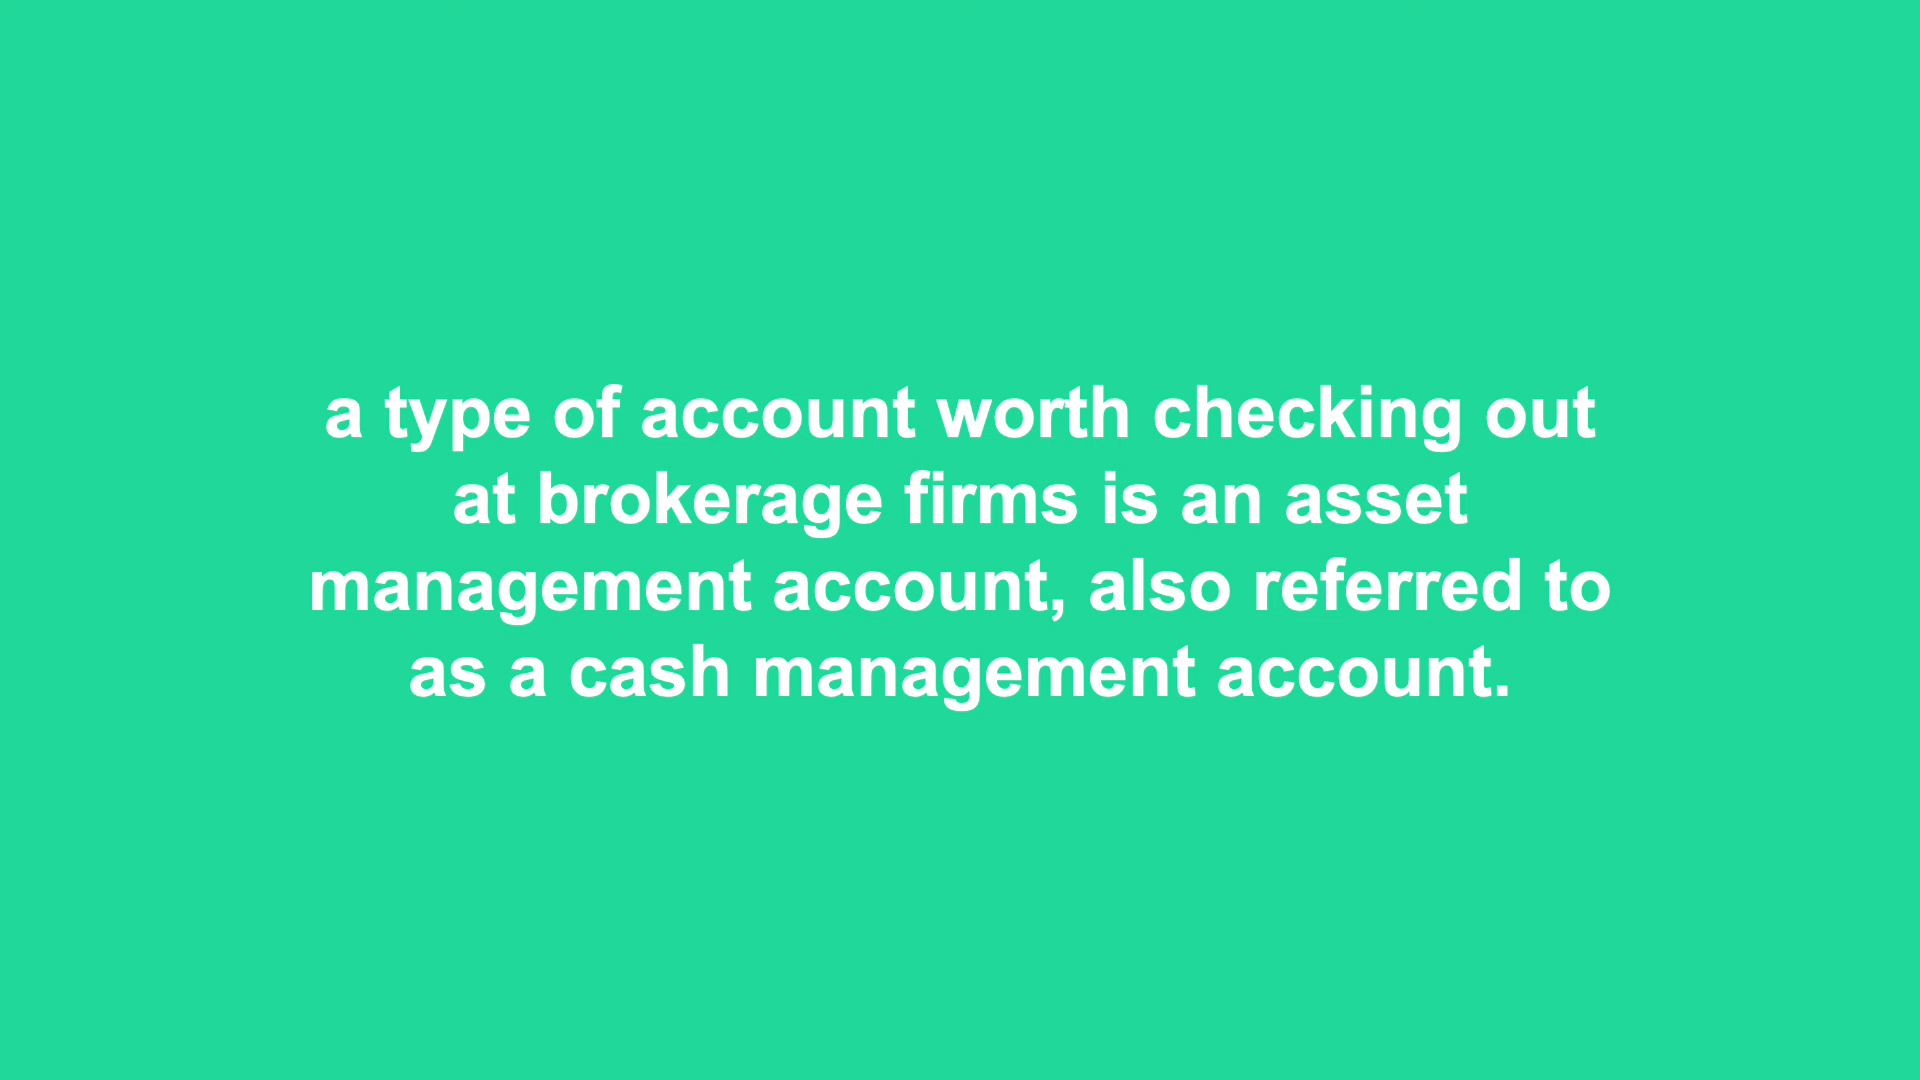 a type of account worth checking out
at brokerage firms is an asset
management account, also referred to
as a cash management account.